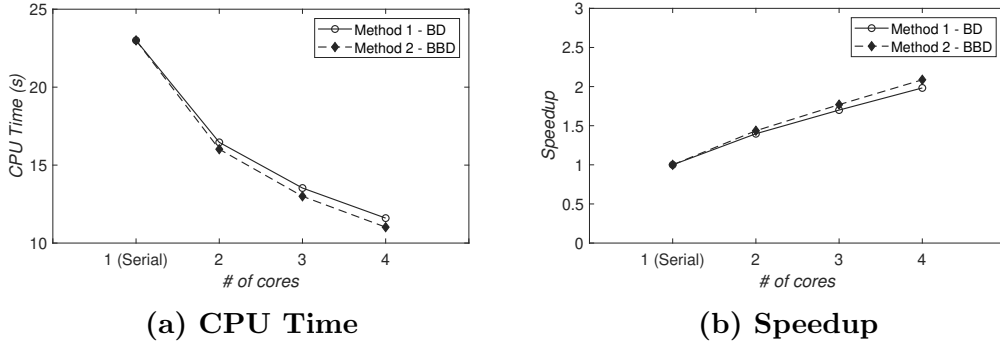 25
20
15
10
CPU Time (s)
Method 1 - BD
Method 2 - BBD
1 (Serial) 2 3 4
# of cores
(a) CPU Time
3
2.5
2
1.5
1
0.5
0
Speedup
Method 1 - BD
Method 2 - BBD
1 (Serial) 2 3 4
# of cores
(b) Speedup